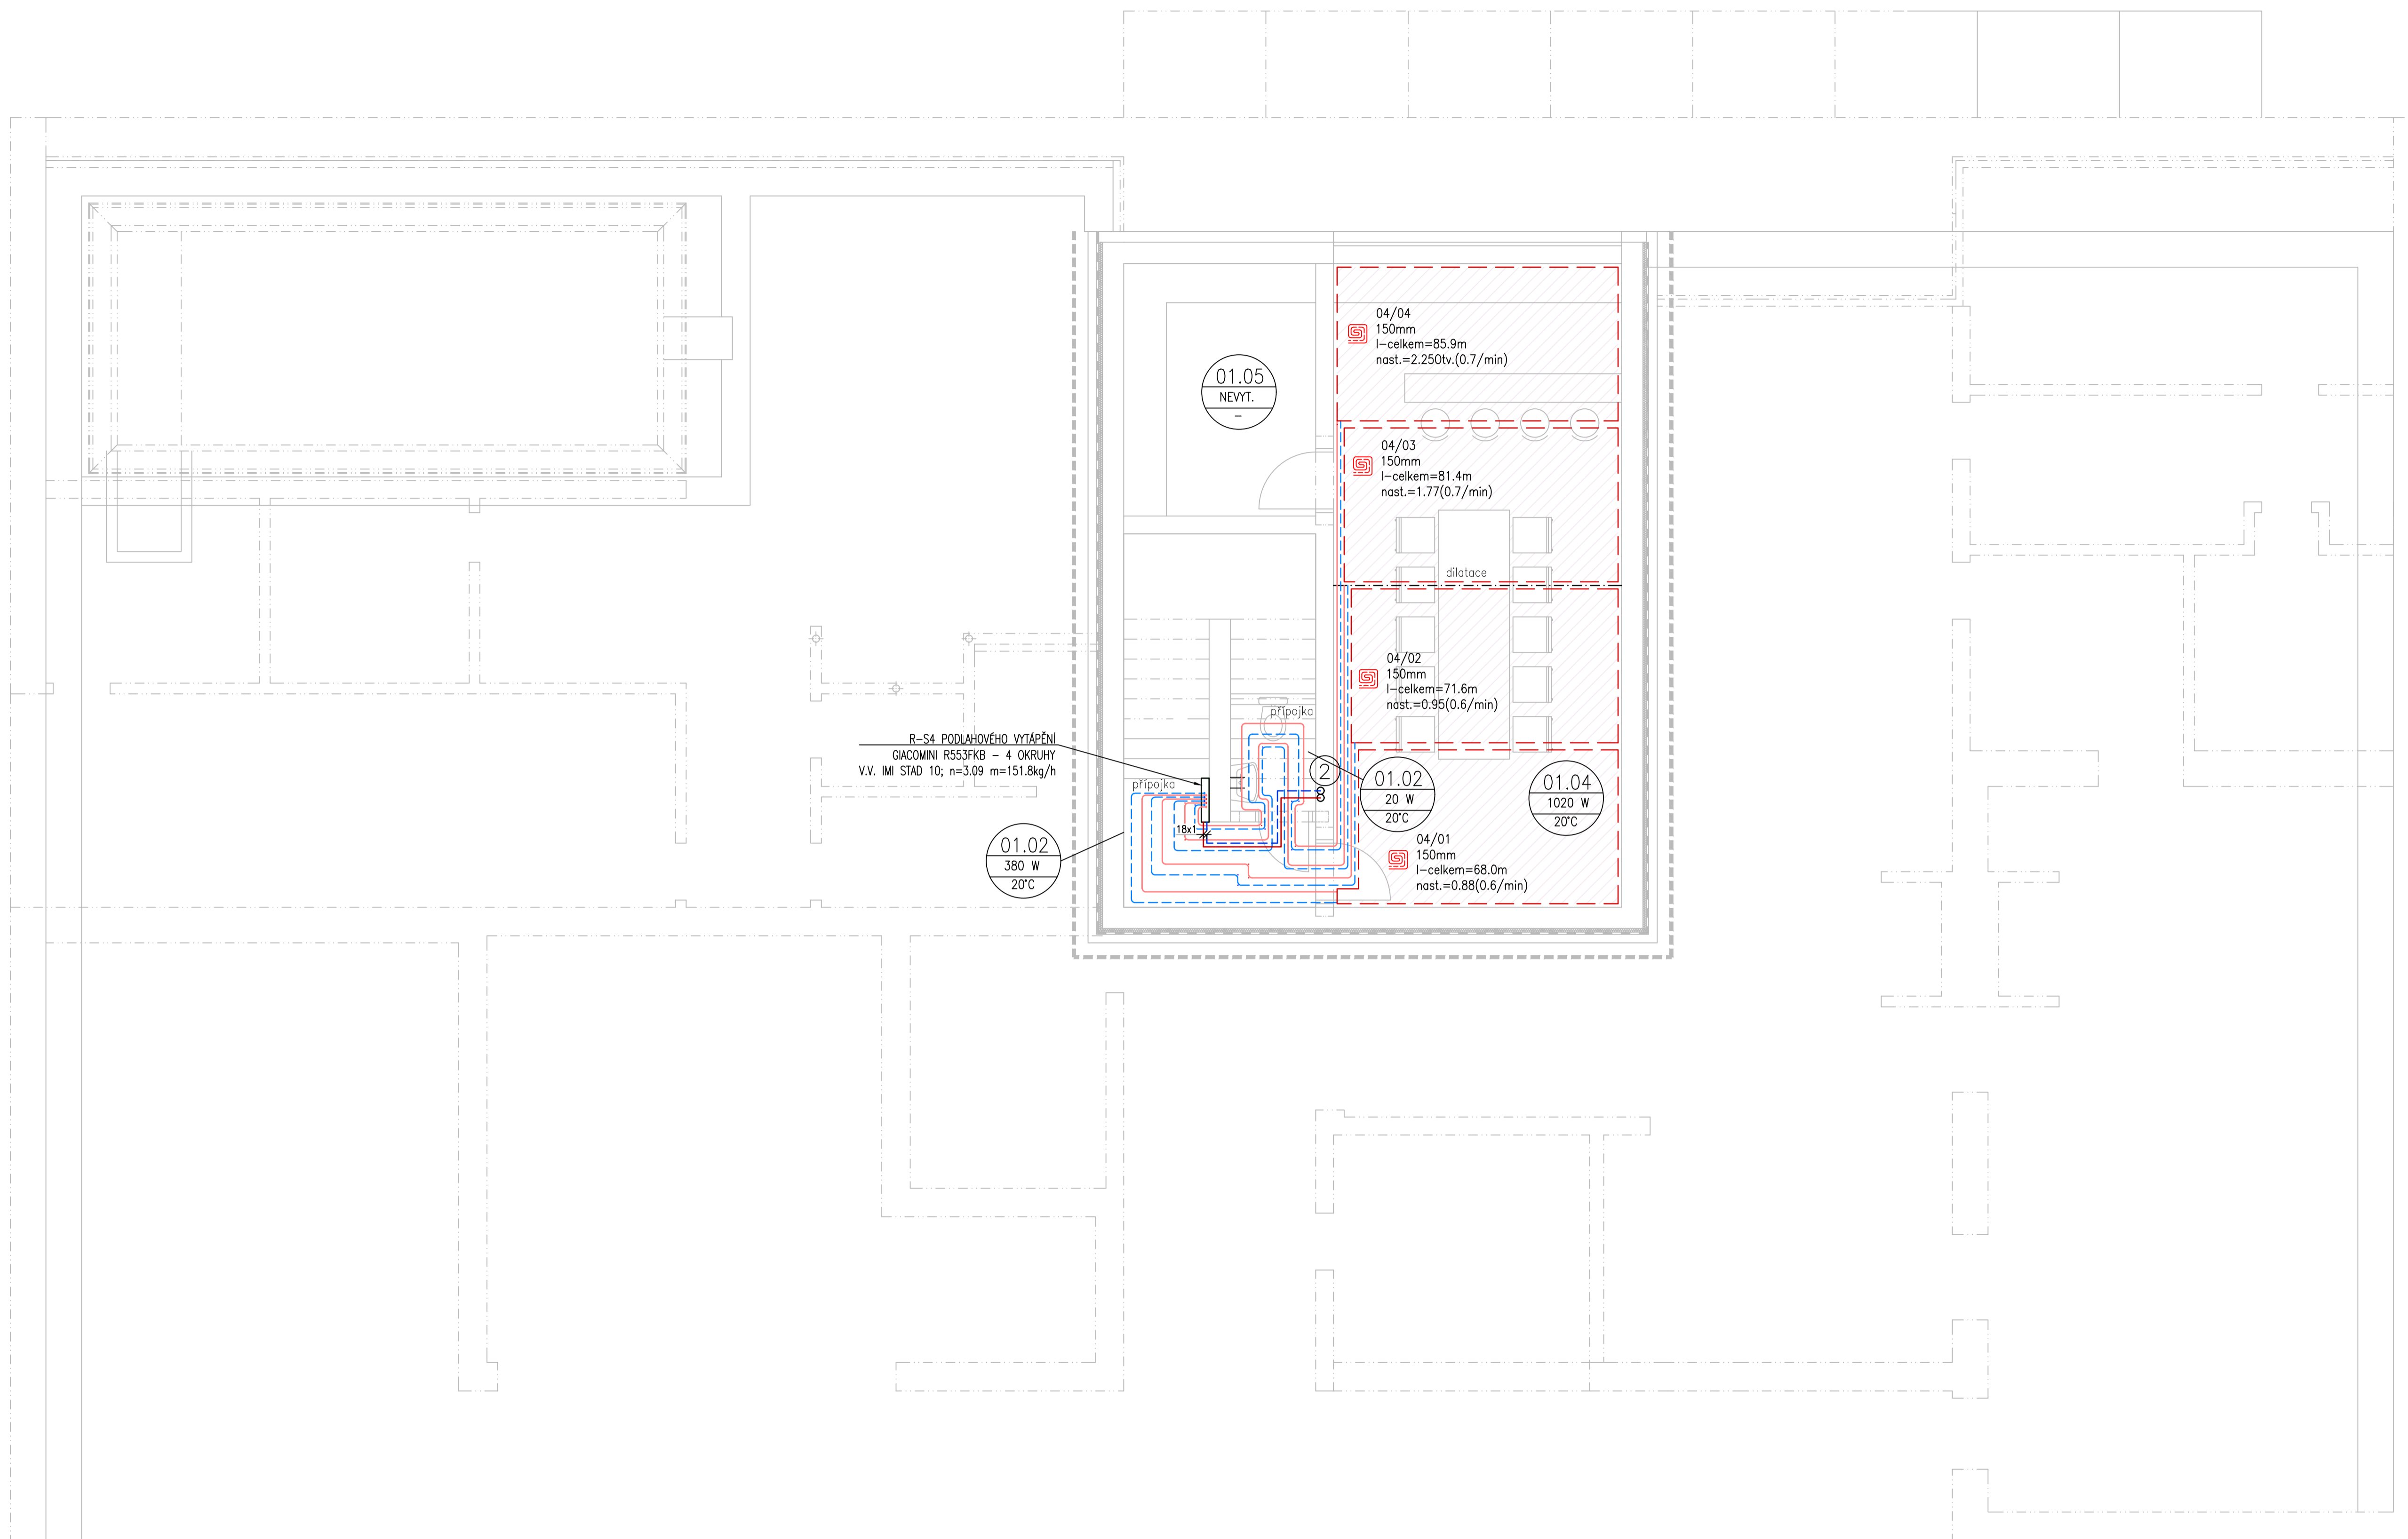 04/04
150mm
l-celkem=85.9m
nast.=2.250tv.(0.7/min)
01.05
NEVYT.
–
04/03
150mm
l-celkem=81.4m
nast.=1.77(0.7/min)
dilatace
04/02
150mm
l-celkem=71.6m
nast.=0.95(0.6/min)
přípojka
R-S4 PODLAHOVÉHO VYTÁPĚNÍ
GIACOMINI R553FKB - 4 OKRUHY
V.V. IMI STAD 10; n=3.09 m=151.8kg/h
přípojka
2
01.02
20 W
20°C
01.04
1020 W
20°C
18x1
01.02
380 W
20°C
04/01
150mm
l-celkem=68.0m
nast.=0.88(0.6/min)